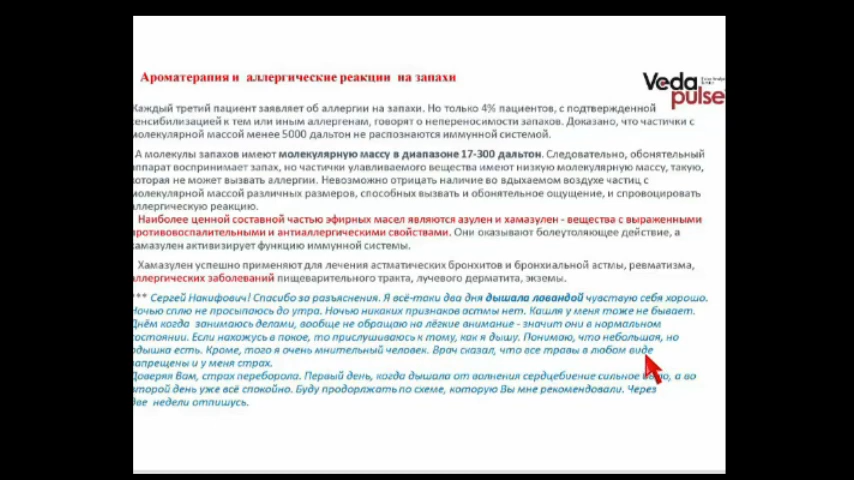 Ароматерапия и аллергические реакции на запахи
Veda
pulse
Каждый третий пациент заявляет об аллергии на запахи. Но только 4% пациентов, с подтвержденной
сенсибилизацией к тем или иным аллергенам, говорят о непереносимости запахов. Доказано, что частички с
молекулярной массой менее 5000 дальтон не распознаются иммунной системой.
А молекулы запахов имеют молекулярную массу в диапазоне 17-300 дальтон. Следовательно, обонятельный
аппарат воспринимает запах, но частички улавливаемого вещества имеют низкую молекулярную массу, такую,
которая не может вызвать аллергии. Невозможно отрицать наличие во вдыхаемом воздухе частиц с
молекулярной массой различных размеров, способных вызвать и обонятельное ощущение, и спровоцировать
аллергическую реакцию.
Наиболее ценной составной частью эфирных масел являются азулен и хамазулен - вещества с выраженными
противовоспалительными и антиаллергическими свойствами. Они оказывают болеутоляющее действие, а
хамазулен активизирует функцию иммунной системы.
Хамазулен успешно применяют для лечения астматических бронхитов и бронхиальной астмы, ревматизма,
аллергических заболеваний пищеварительного тракта, лучевого дерматита, экземы.
*** Сергей Накифович! Спасибо за разъяснения. Я всё-таки два дня дышала лавандой чувствую себя хорошо.
Ночью сплю не просыпаюсь до утра. Ночью никаких признаков астмы нет. Кашля у меня тоже не бывает.
Днём когда занимаюсь делами, вообще не обращаю на лёгкие внимание - значит они в нормальном
состоянии. Если нахожусь в покое, то прислушиваюсь к тому, как я дышу. Понимаю, что небольшая, но
одышка есть. Кроме, того я очень мнительный человек. Врач сказал, что все травы в любом виде
запрещены и у меня страх.
Доверяя Вам, страх переборола. Первый день, когда дышала от волнения сердцебиение сильное было, а во
второй день уже всё спокойно. Буду продолжать по схеме, которую Вы мне рекомендовали. Через
две недели отпишусь.